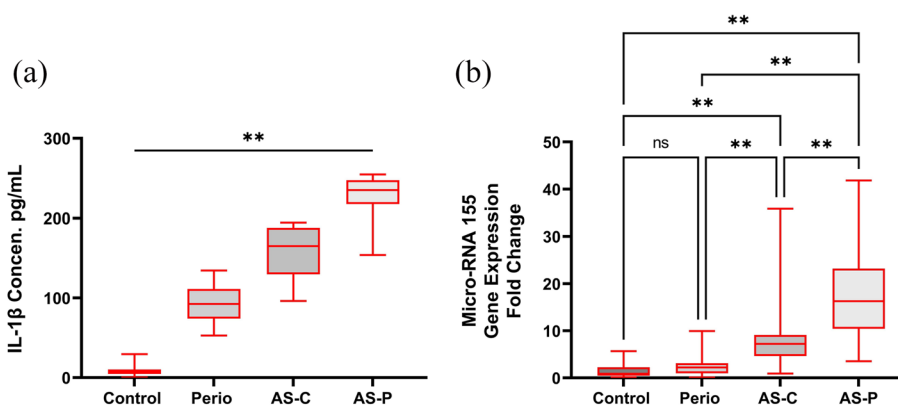 (a)
IL-1β Concen. pg/mL
300
200
100
0
**
Control Perio AS-C AS-P
(b)
Micro-RNA 155
Gene Expression
Fold Change
50
40
30
20
10
0
**
**
**
ns ** **
Control Perio AS-C AS-P